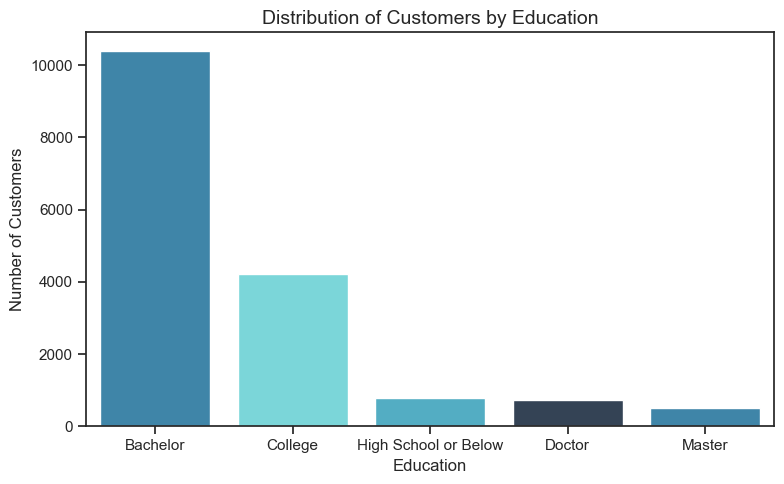 Distribution of Customers by Education
Number of Customers
10000
8000
6000
4000
2000
0
Bachelor College High School or Below Doctor Master
Education